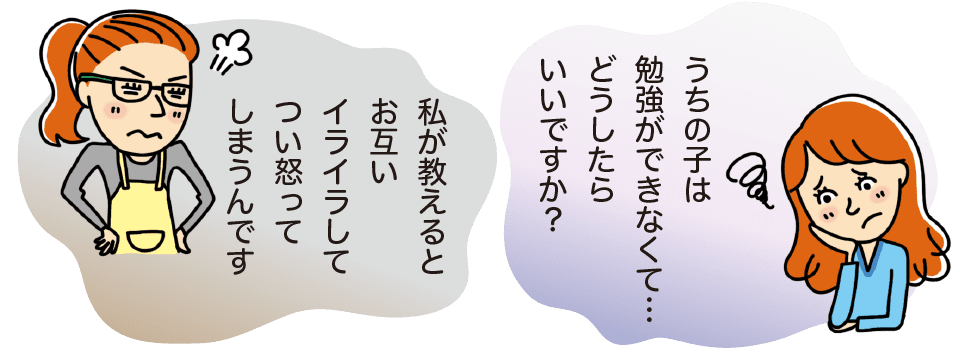 うちの子は
勉強ができなくて…
どうしたら
いいですか？
私が教えると
お互い
イライラして
つい怒って
しまうんです